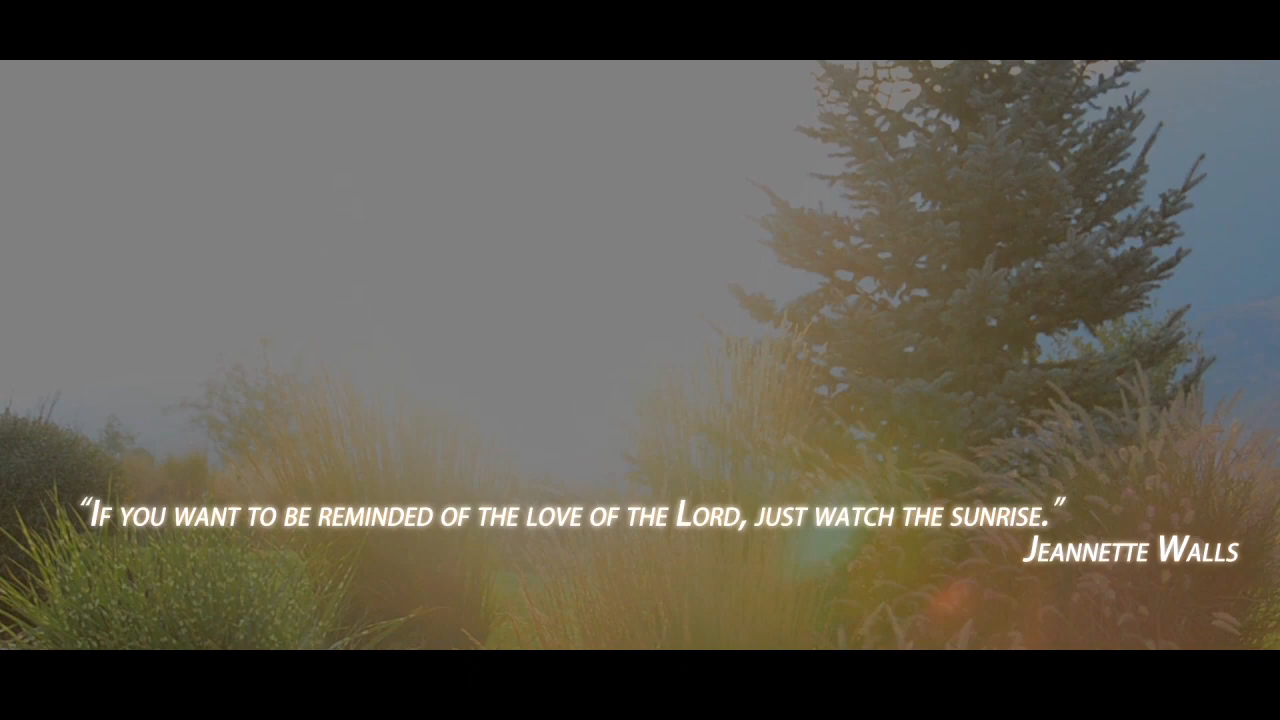 “If you want to be reminded of the love of the Lord, just watch the sunrise.”
Jeannette Walls